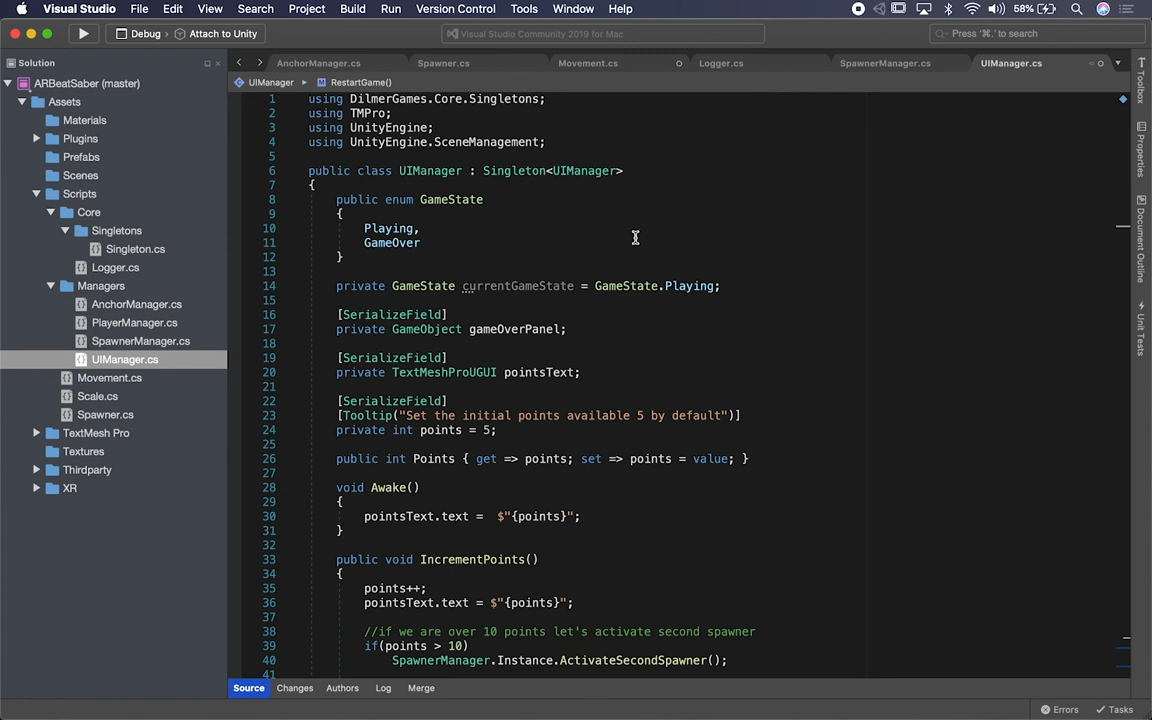 Visual Studio File Edit View Search Project Build Run Version Control Tools Window Help 58%
Debug › Attach to Unity Visual Studio Community 2019 for Mac Press '⌘.' to search
Solution
ARBeatSaber (master)
Assets
Materials
Plugins
Prefabs
Scenes
Scripts
Core
Singletons
Singleton.cs
Logger.cs
Managers
AnchorManager.cs
PlayerManager.cs
SpawnerManager.cs
UIManager.cs
Movement.cs
Scale.cs
Spawner.cs
TextMesh Pro
Textures
Thirdparty
XR
AnchorManager.cs Spawner.cs Movement.cs Logger.cs SpawnerManager.cs UIManager.cs
UIManager RestartGame()
1 using DilmerGames.Core.Singletons;
2 using TMPro;
3 using UnityEngine;
4 using UnityEngine.SceneManagement;
5
6 public class UIManager : Singleton<UIManager>
7 {
8 public enum GameState
9 {
10 Playing,
11 GameOver
12 }
13
14 private GameState currentGameState = GameState.Playing;
15
16 [SerializeField]
17 private GameObject gameOverPanel;
18
19 [SerializeField]
20 private TextMeshProUGUI pointsText;
21
22 [SerializeField]
23 [Tooltip("Set the initial points available 5 by default")]
24 private int points = 5;
25
26 public int Points { get => points; set => points = value; }
27
28 void Awake()
29 {
30 pointsText.text = $"{points}";
31 }
32
33 public void IncrementPoints()
34 {
35 points++;
36 pointsText.text = $"{points}";
37
38 //if we are over 10 points let's activate second spawner
39 if(points > 10)
40 SpawnerManager.Instance.ActivateSecondSpawner();
41
Toolbox
Properties
Document Outline
Unit Tests
Source Changes Authors Log Merge
Errors Tasks